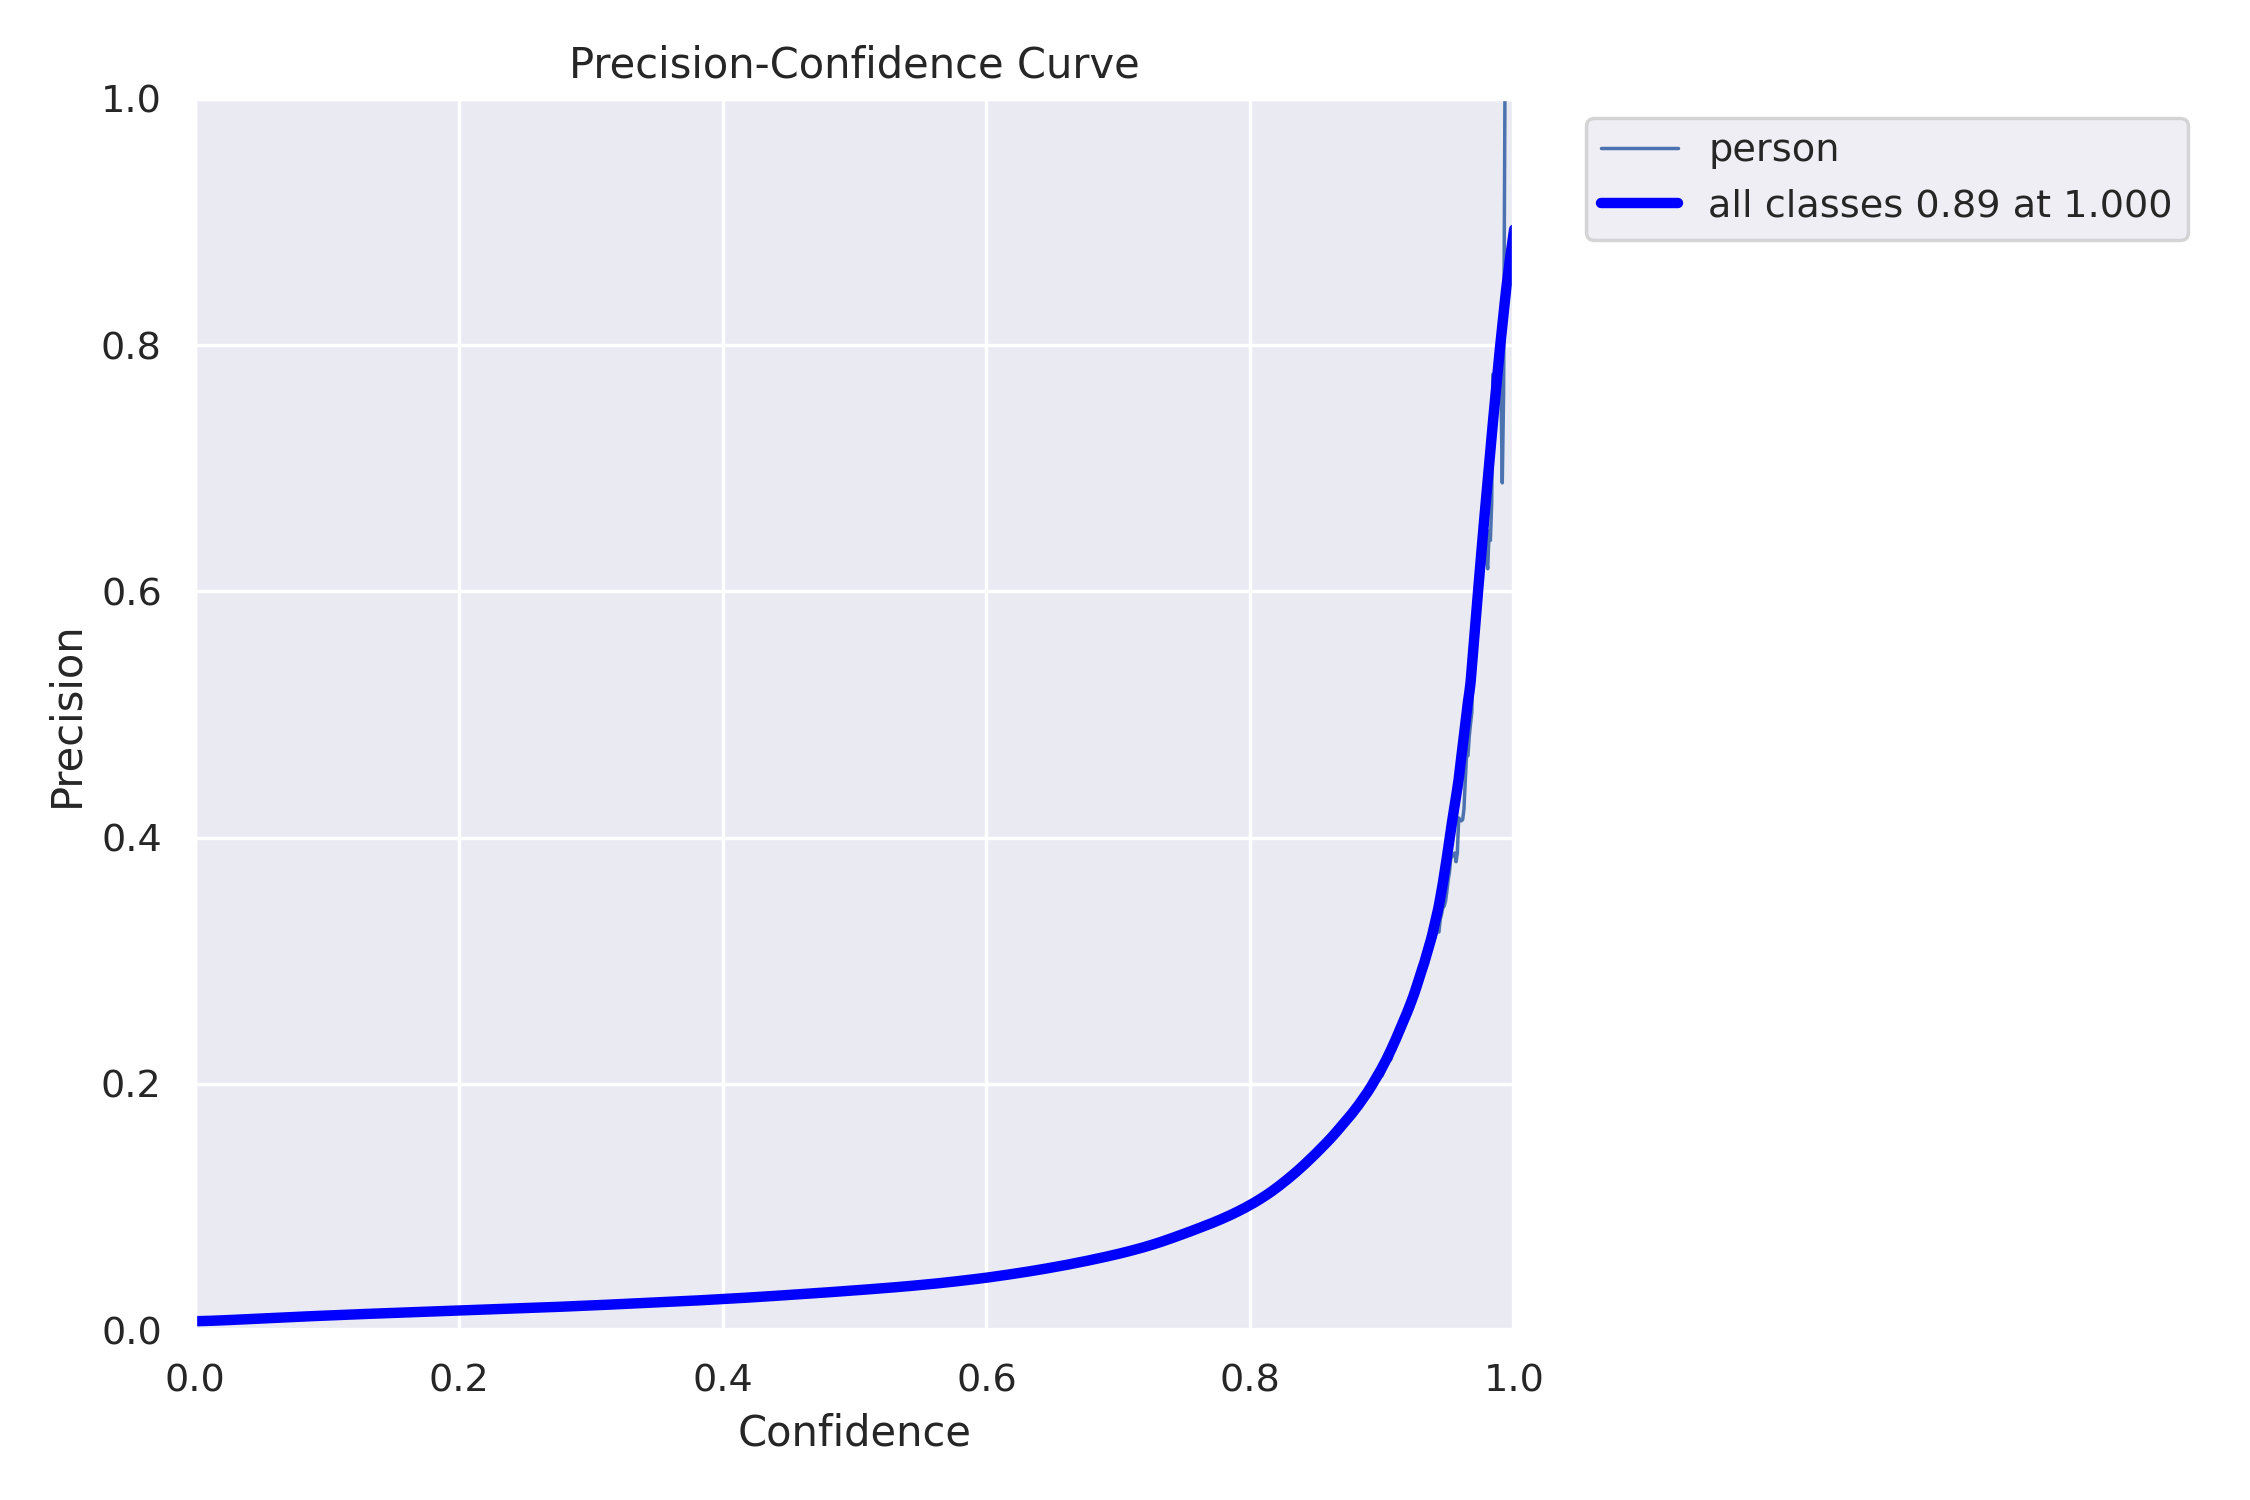 Precision-Confidence Curve
1.0
0.8
0.6
0.4
0.2
0.0
Precision
0.0 0.2 0.4 0.6 0.8 1.0
Confidence
person
all classes 0.89 at 1.000